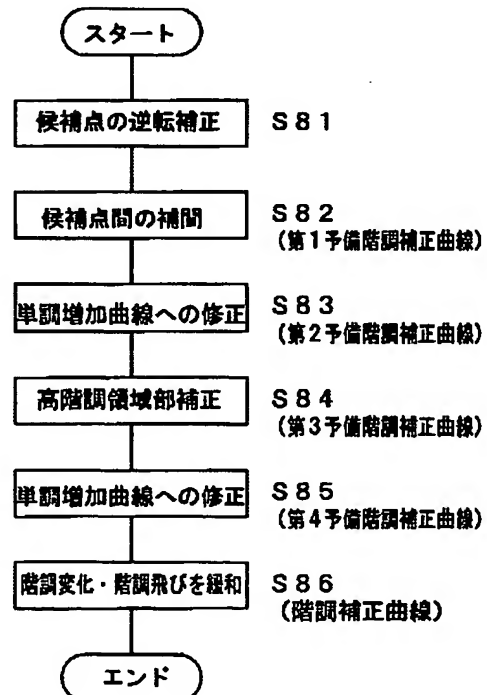 スタート
候補点の逆転補正 S81
候補点間の補間 S82
(第1予備階調補正曲線)
単調増加曲線への修正 S83
(第2予備階調補正曲線)
高階調領域部補正 S84
(第3予備階調補正曲線)
単調増加曲線への修正 S85
(第4予備階調補正曲線)
階調変化・階調飛びを緩和 S86
(階調補正曲線)
エンド